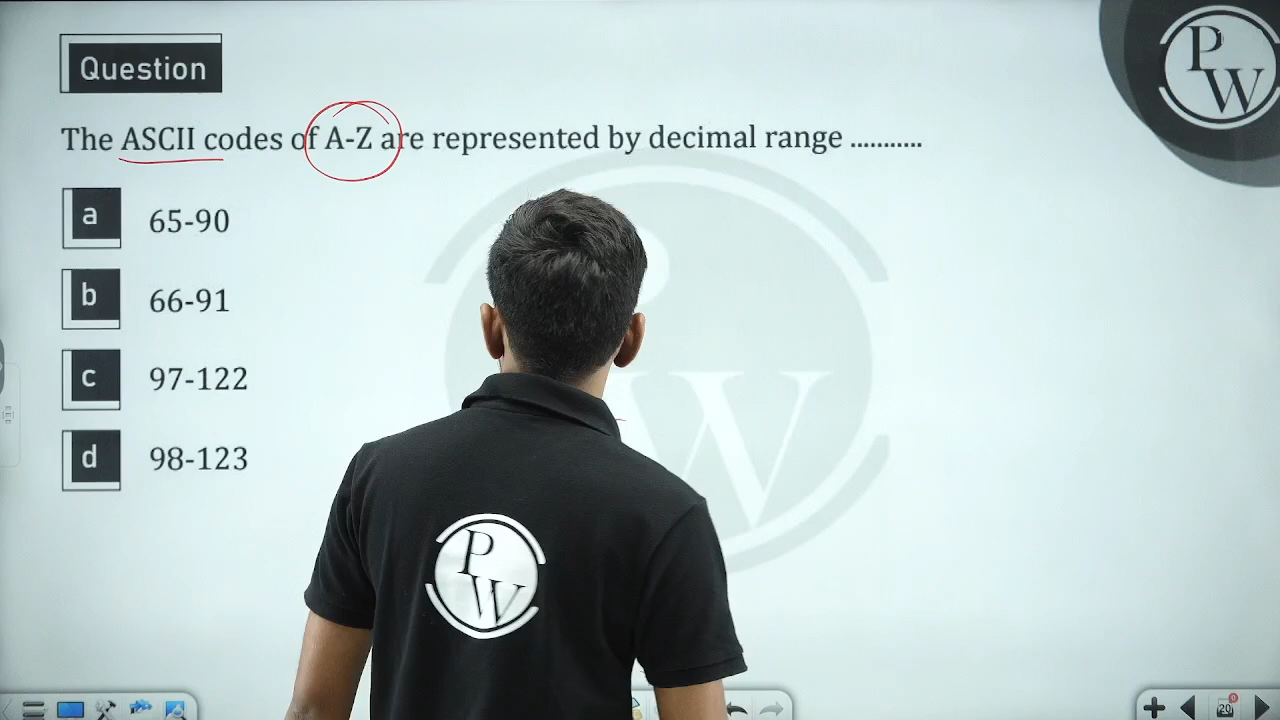 Question
PW
The ASCII codes of A-Z are represented by decimal range ...........
a 65-90
b 66-91
c 97-122
d 98-123
W
PW
20